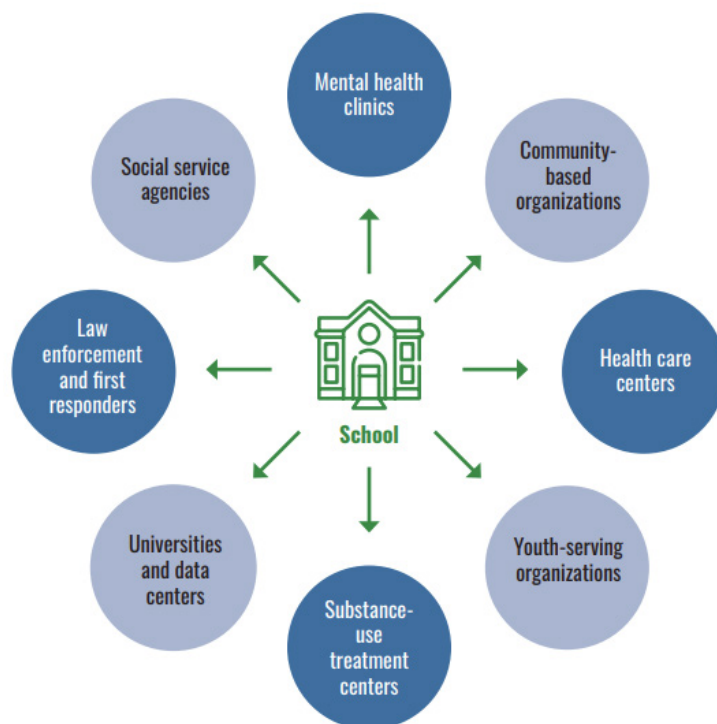 Mental health
clinics
Social service
agencies
Community-
based
organizations
Law
enforcement
and first
responders
Health care
centers
School
Universities
and data
centers
Youth-serving
organizations
Substance-
use
treatment
centers